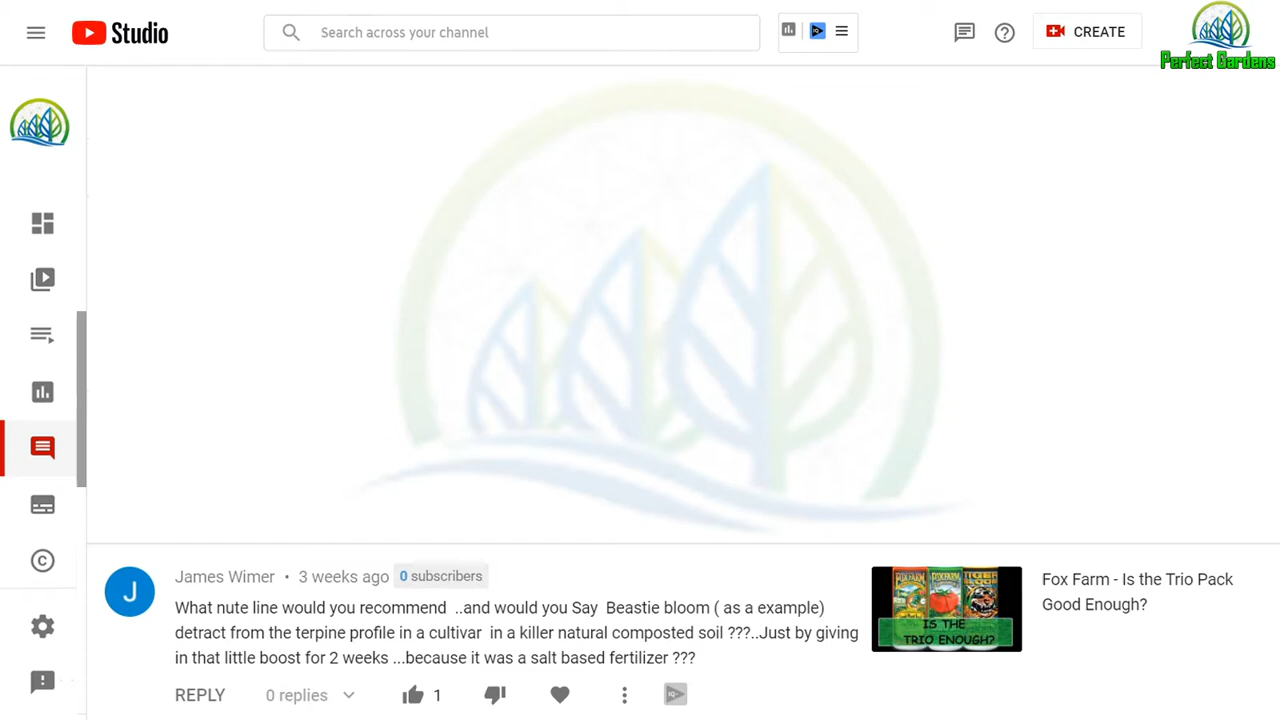 Studio
Search across your channel
CREATE
Perfect Gardens
James Wimer • 3 weeks ago 0 subscribers
What nute line would you recommend ..and would you Say Beastie bloom ( as a example)
detract from the terpine profile in a cultivar in a killer natural composted soil ???..Just by giving
in that little boost for 2 weeks ...because it was a salt based fertilizer ???
REPLY 0 replies 1
FOXFARM FOXFARM
IS THE
TRIO ENOUGH?
Fox Farm - Is the Trio Pack
Good Enough?